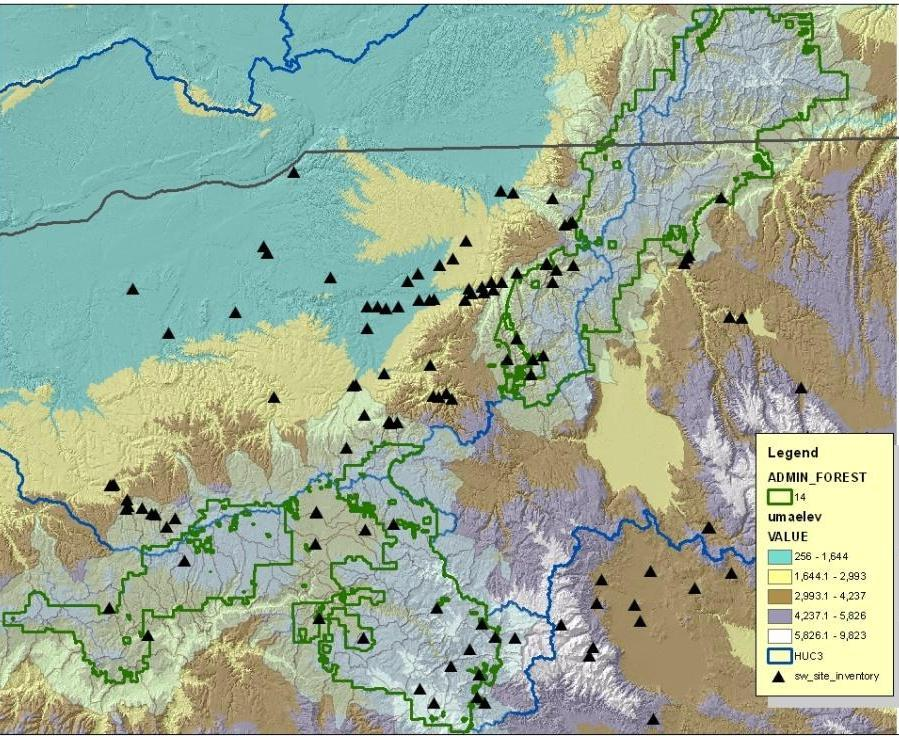 Legend
ADMIN_FOREST
14
umaelev
VALUE
256 - 1,644
1,644.1 - 2,993
2,993.1 - 4,237
4,237.1 - 5,826
5,826.1 - 9,823
HUC3
sw_site_inventory